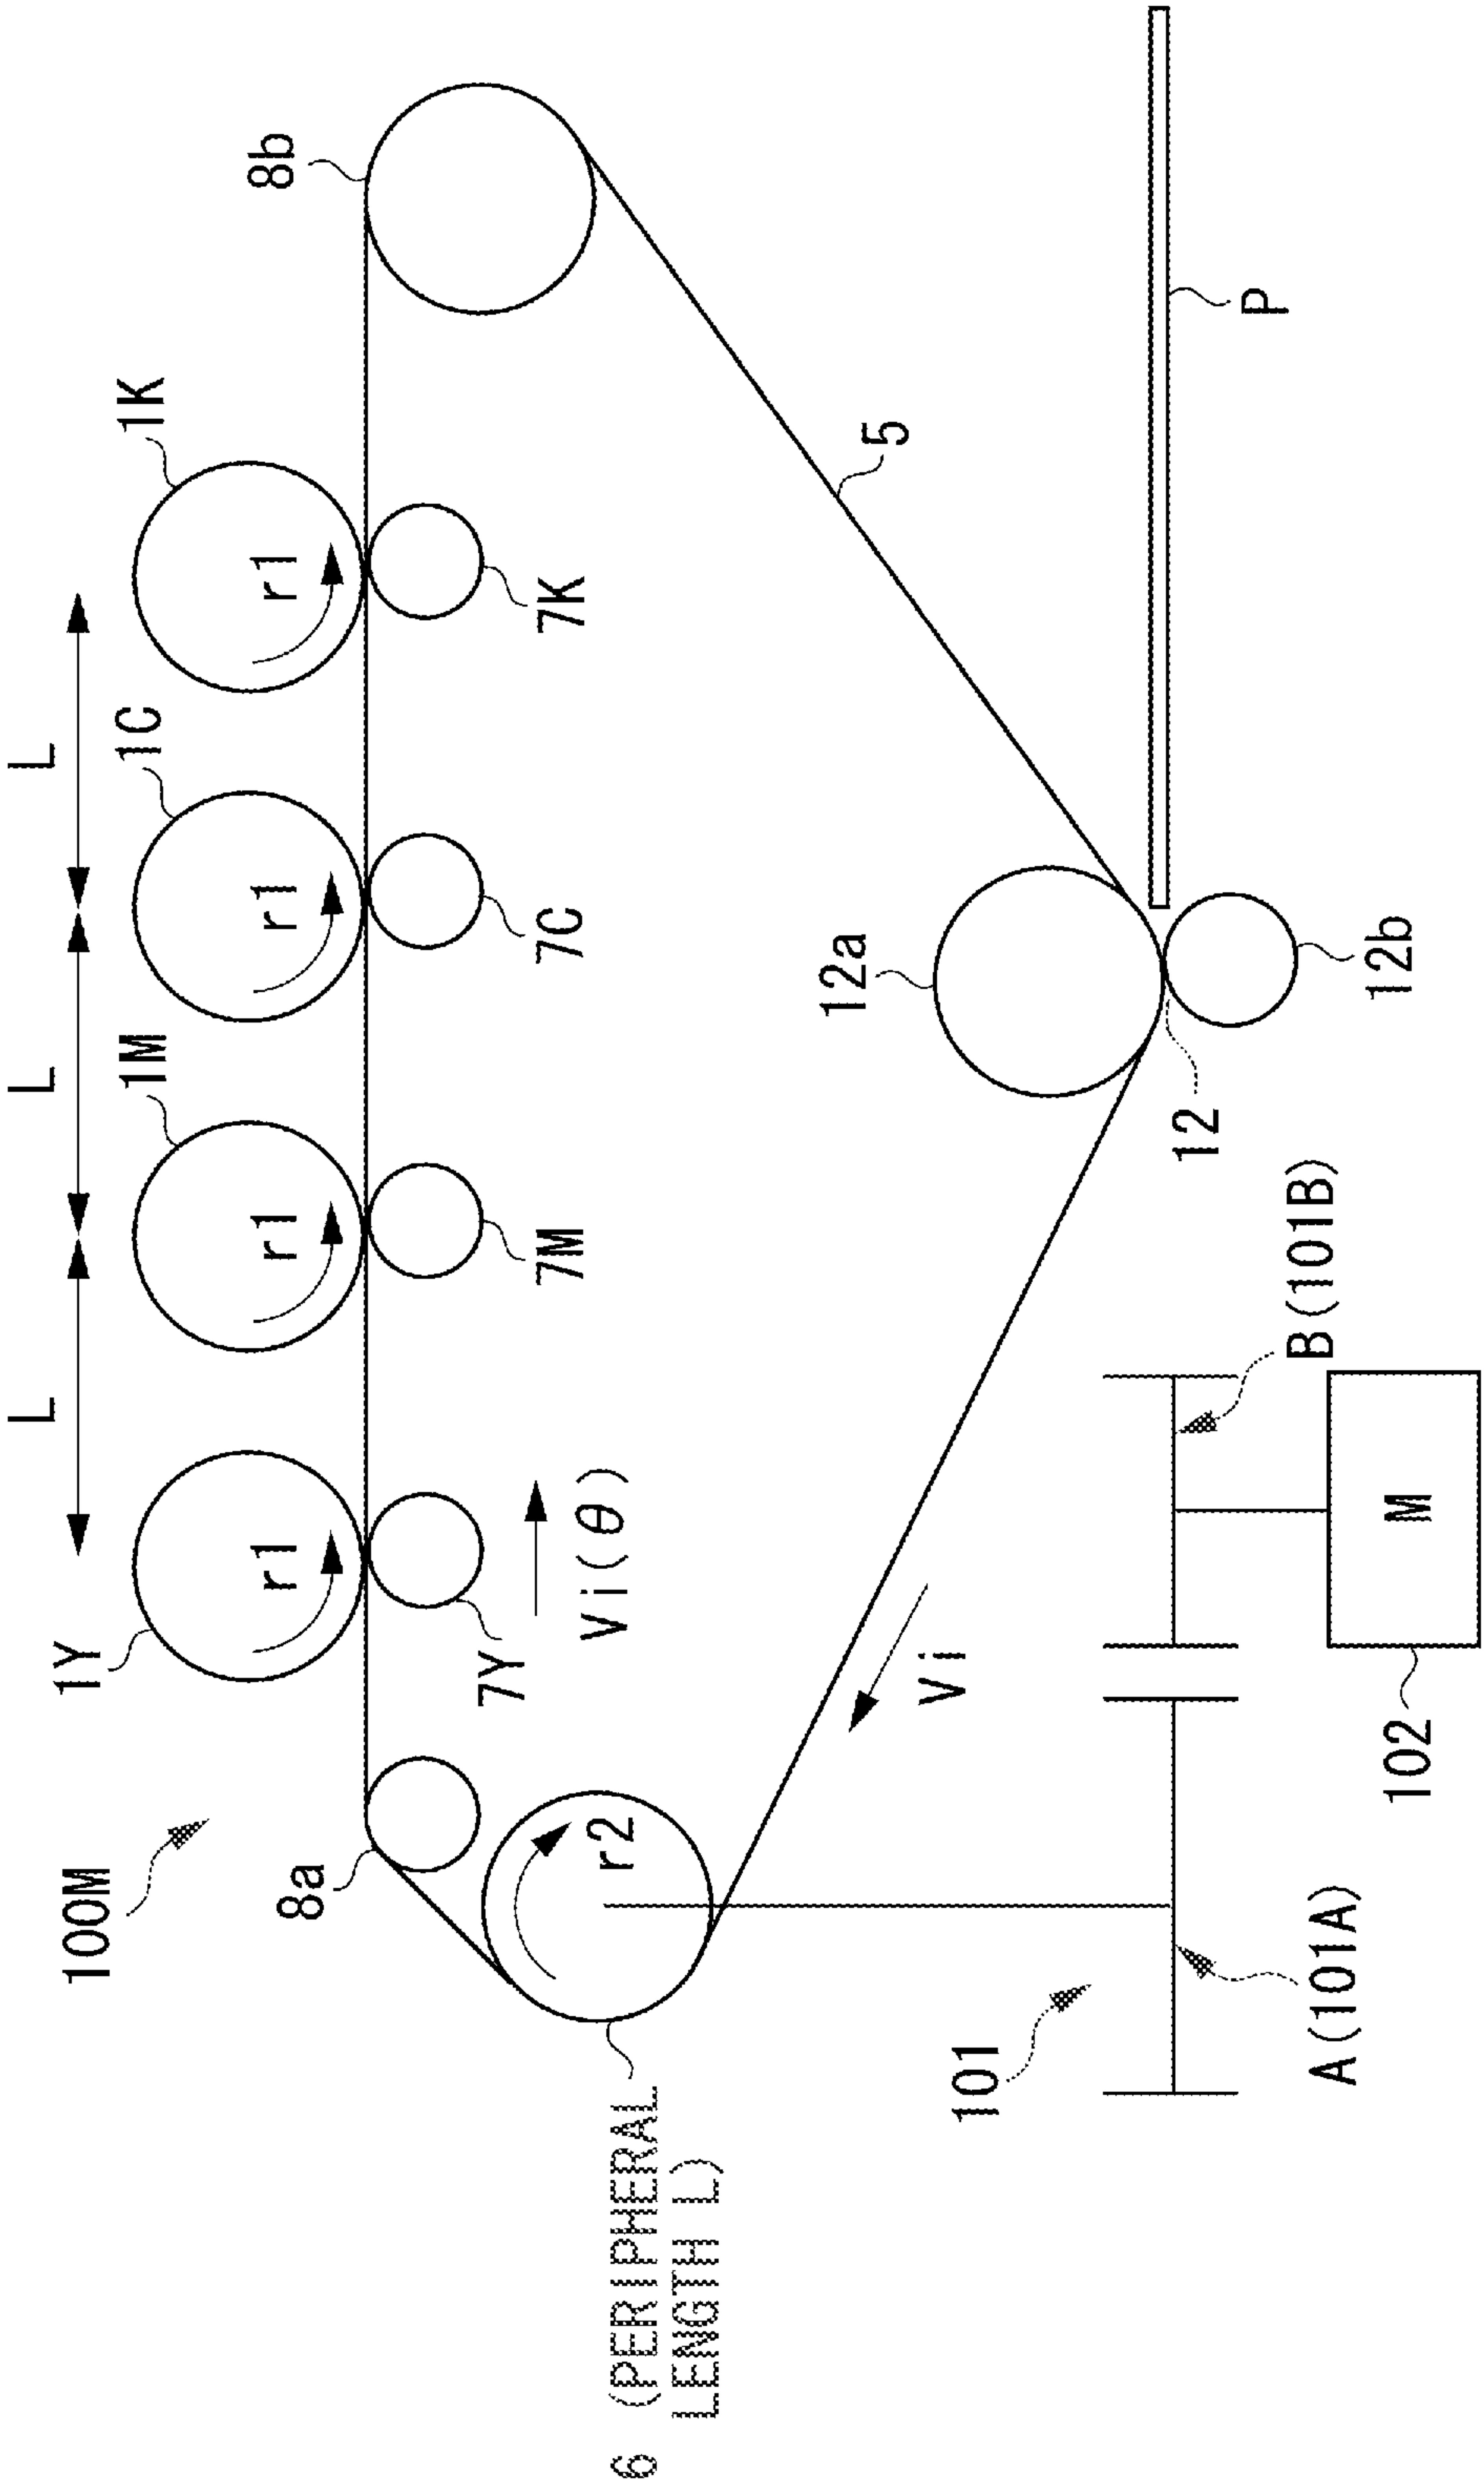 L
L
L
1Y
1M
1C
1K
r1
r1
r1
r1
100M
8a
8b
7Y
7M
7C
7K
Vi(θ)
r2
6 (PERIPHERAL
LENGTH L)
5
Vi
12a
12
12b
P
101
A(101A)
B(101B)
M
102